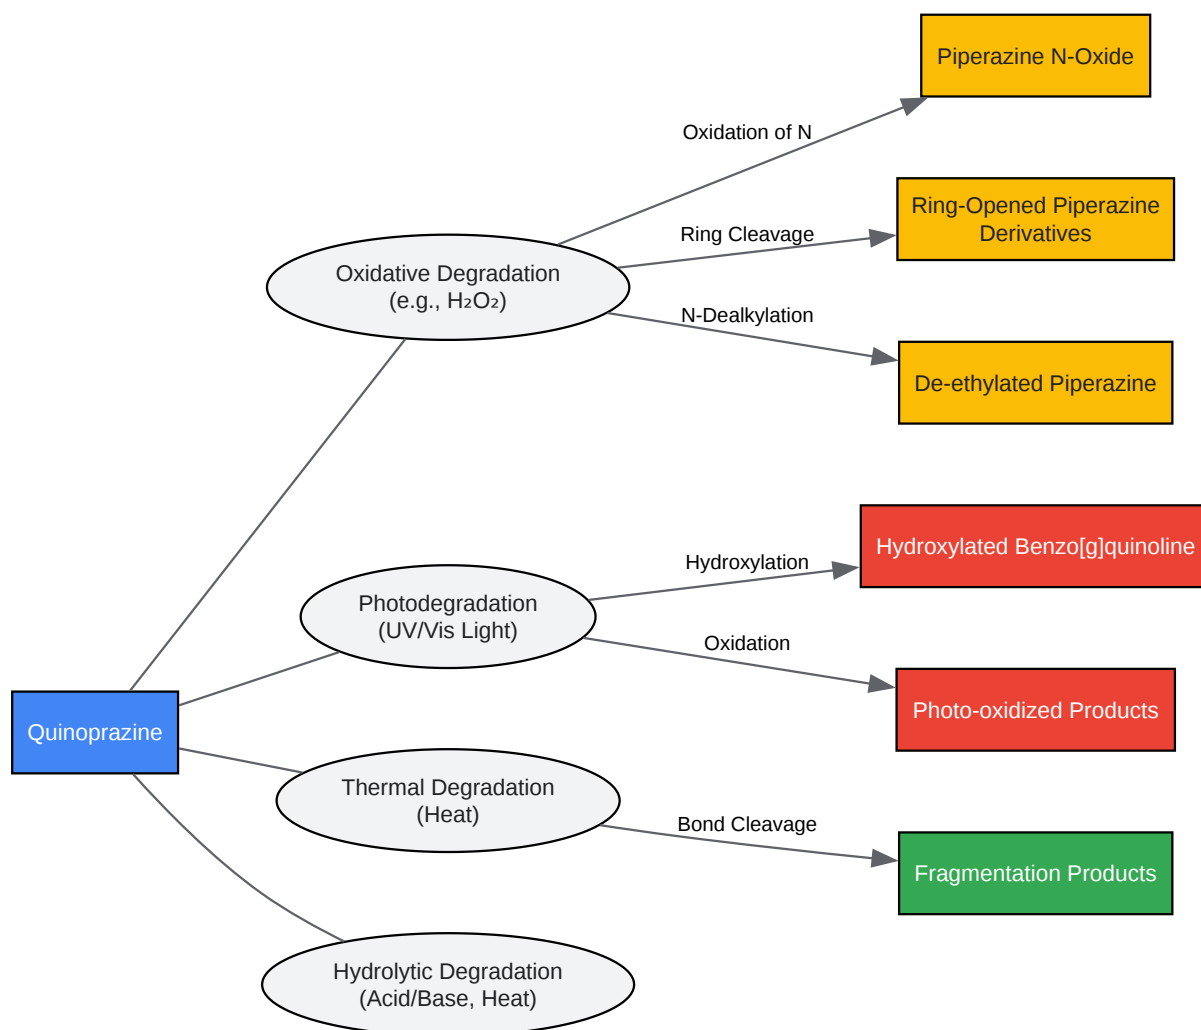 Piperazine N-Oxide
Oxidation of N
Ring-Opened Piperazine
Derivatives
Ring Cleavage
Oxidative Degradation
(e.g., H₂O₂)
N-Dealkylation
De-ethylated Piperazine
Hydroxylated Benzo[g]quinoline
Hydroxylation
Photodegradation
(UV/Vis Light)
Oxidation
Photo-oxidized Products
Quinoprazine
Thermal Degradation
(Heat)
Bond Cleavage
Fragmentation Products
Hydrolytic Degradation
(Acid/Base, Heat)